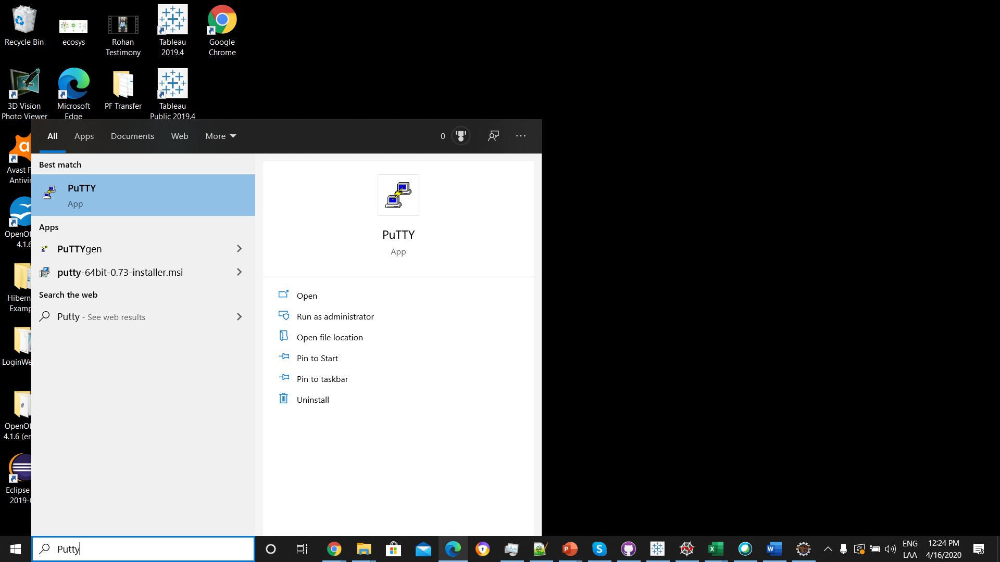 Recycle Bin
ecosys
Rohan
Testimony
Tableau
2019.4
Google
Chrome
3D Vision
Photo Viewer
Microsoft
Edge
PF Transfer
Tableau
Public 2019.4
All
Apps
Documents
Web
More
0
Avast F
Antivir
OpenOf
4.1.6
Hibern
Examp
LoginWe
OpenOf
4.1.6 (en
Eclipse
2019-0
Best match
PuTTY
App
Apps
PuTTYgen
putty-64bit-0.73-installer.msi
Search the web
Putty - See web results
PuTTY
App
Open
Run as administrator
Open file location
Pin to Start
Pin to taskbar
Uninstall
Putty
ENG
LAA
12:24 PM
4/16/2020